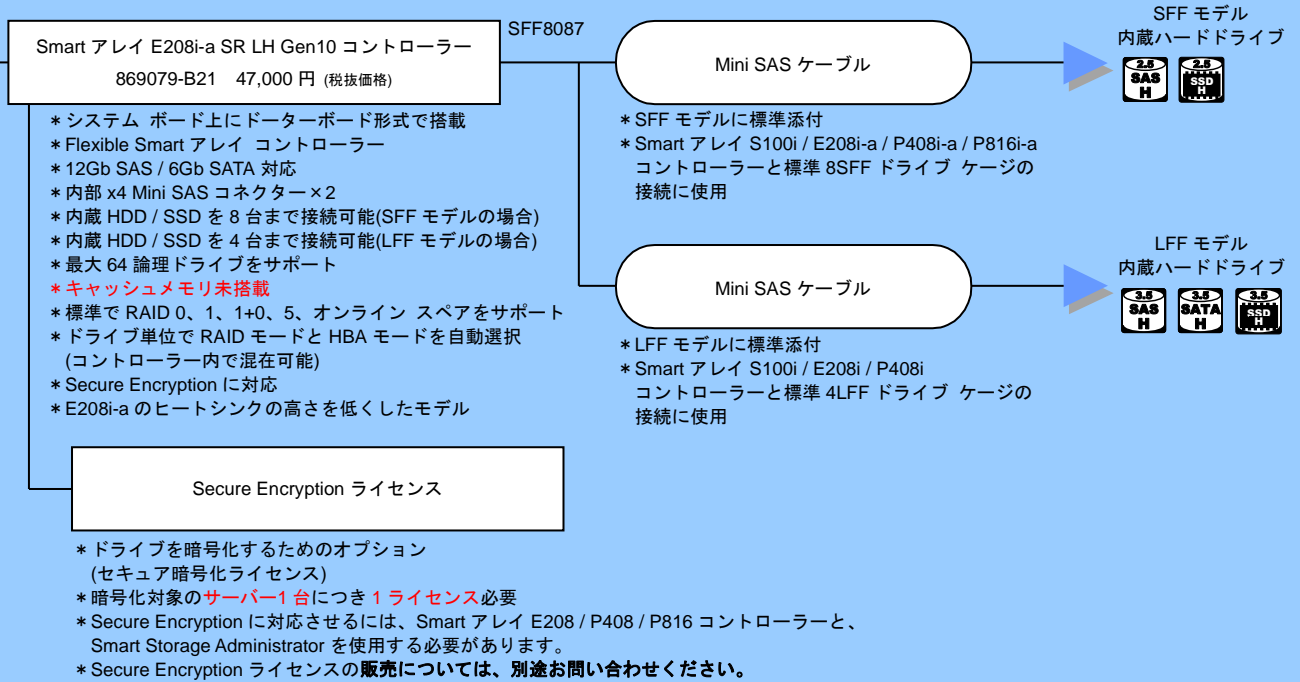 Smart アレイ E208i-a SR LH Gen10 コントローラー
869079-B21 47,000 円 (税抜価格)
SFF8087
Mini SAS ケーブル
SFF モデル
内蔵ハードドライブ
2.5 SAS H
2.5 SSD H
*システム ボード上にドーターボード形式で搭載
*Flexible Smart アレイ コントローラー
*12Gb SAS / 6Gb SATA 対応
*内部 x4 Mini SAS コネクター×2
*内蔵 HDD / SSD を 8 台まで接続可能(SFF モデルの場合)
*内蔵 HDD / SSD を 4 台まで接続可能(LFF モデルの場合)
*最大 64 論理ドライブをサポート
*キャッシュメモリ未搭載
*標準で RAID 0、1、1+0、5、オンライン スペアをサポート
*ドライブ単位で RAID モードと HBA モードを自動選択
(コントローラー内で混在可能)
*Secure Encryption に対応
*E208i-a のヒートシンクの高さを低くしたモデル
*SFF モデルに標準添付
*Smart アレイ S100i / E208i-a / P408i-a / P816i-a
コントローラーと標準 8SFF ドライブ ケージの
接続に使用
Mini SAS ケーブル
LFF モデル
内蔵ハードドライブ
3.5 SAS H
3.5 SATA H
3.5 SSD H
*LFF モデルに標準添付
*Smart アレイ S100i / E208i / P408i
コントローラーと標準 4LFF ドライブ ケージの
接続に使用
Secure Encryption ライセンス
*ドライブを暗号化するためのオプション
(セキュア暗号化ライセンス)
*暗号化対象のサーバー1 台につき 1 ライセンス必要
*Secure Encryption に対応させるには、Smart アレイ E208 / P408 / P816 コントローラーと、
Smart Storage Administrator を使用する必要があります。
*Secure Encryption ライセンスの販売については、別途お問い合わせください。